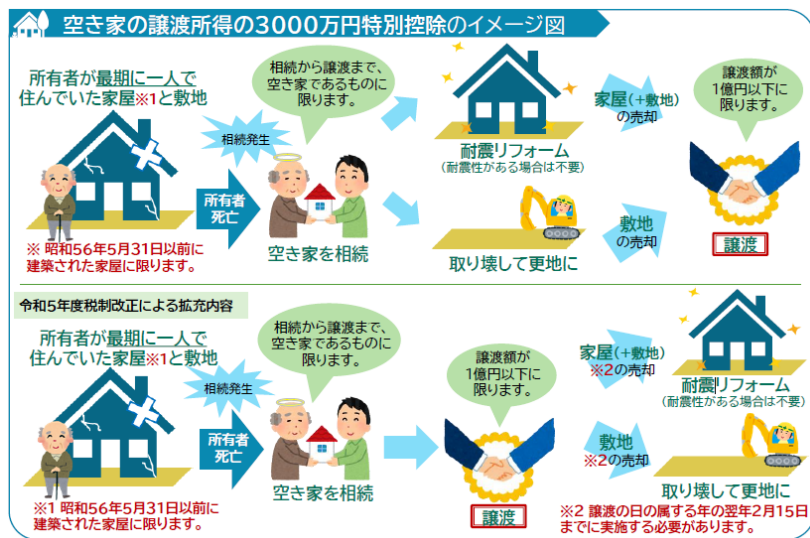 空き家の譲渡所得の3000万円特別控除のイメージ図
所有者が最期に一人で
住んでいた家屋※1と敷地
相続発生
所有者
死亡
※ 昭和56年5月31日以前に
建築された家屋に限ります。
相続から譲渡まで、
空き家であるものに
限ります。
空き家を相続
耐震リフォーム
(耐震性がある場合は不要)
取り壊して更地に
家屋(+敷地)
の売却
敷地
の売却
譲渡額が
1億円以下に
限ります。
譲渡
令和5年度税制改正による拡充内容
所有者が最期に一人で
住んでいた家屋※1と敷地
相続発生
所有者
死亡
※1 昭和56年5月31日以前に
建築された家屋に限ります。
相続から譲渡まで、
空き家であるものに
限ります。
空き家を相続
譲渡額が
1億円以下に
限ります。
譲渡
家屋(+敷地)
※2の売却
敷地
※2の売却
耐震リフォーム
(耐震性がある場合は不要)
取り壊して更地に
※2 譲渡の日の属する年の翌年2月15日
までに実施する必要があります。